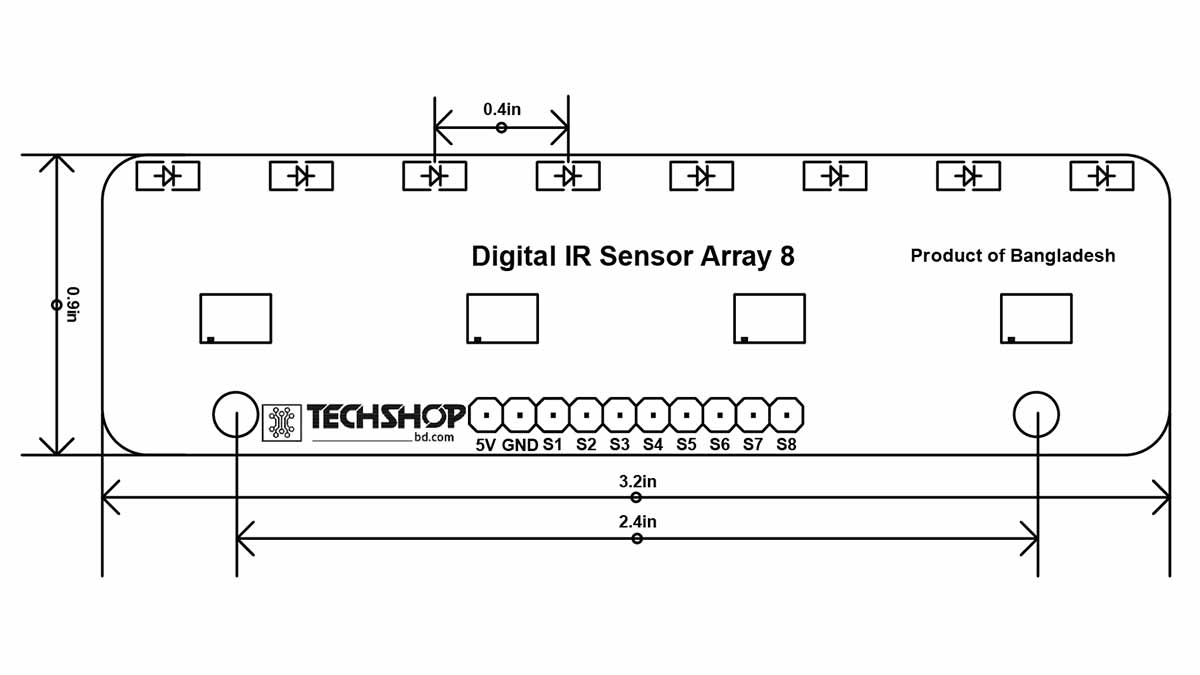 0.4in
0.9in
Digital IR Sensor Array 8
Product of Bangladesh
TECHSHOP
bd.com
5V GND S1 S2 S3 S4 S5 S6 S7 S8
3.2in
2.4in